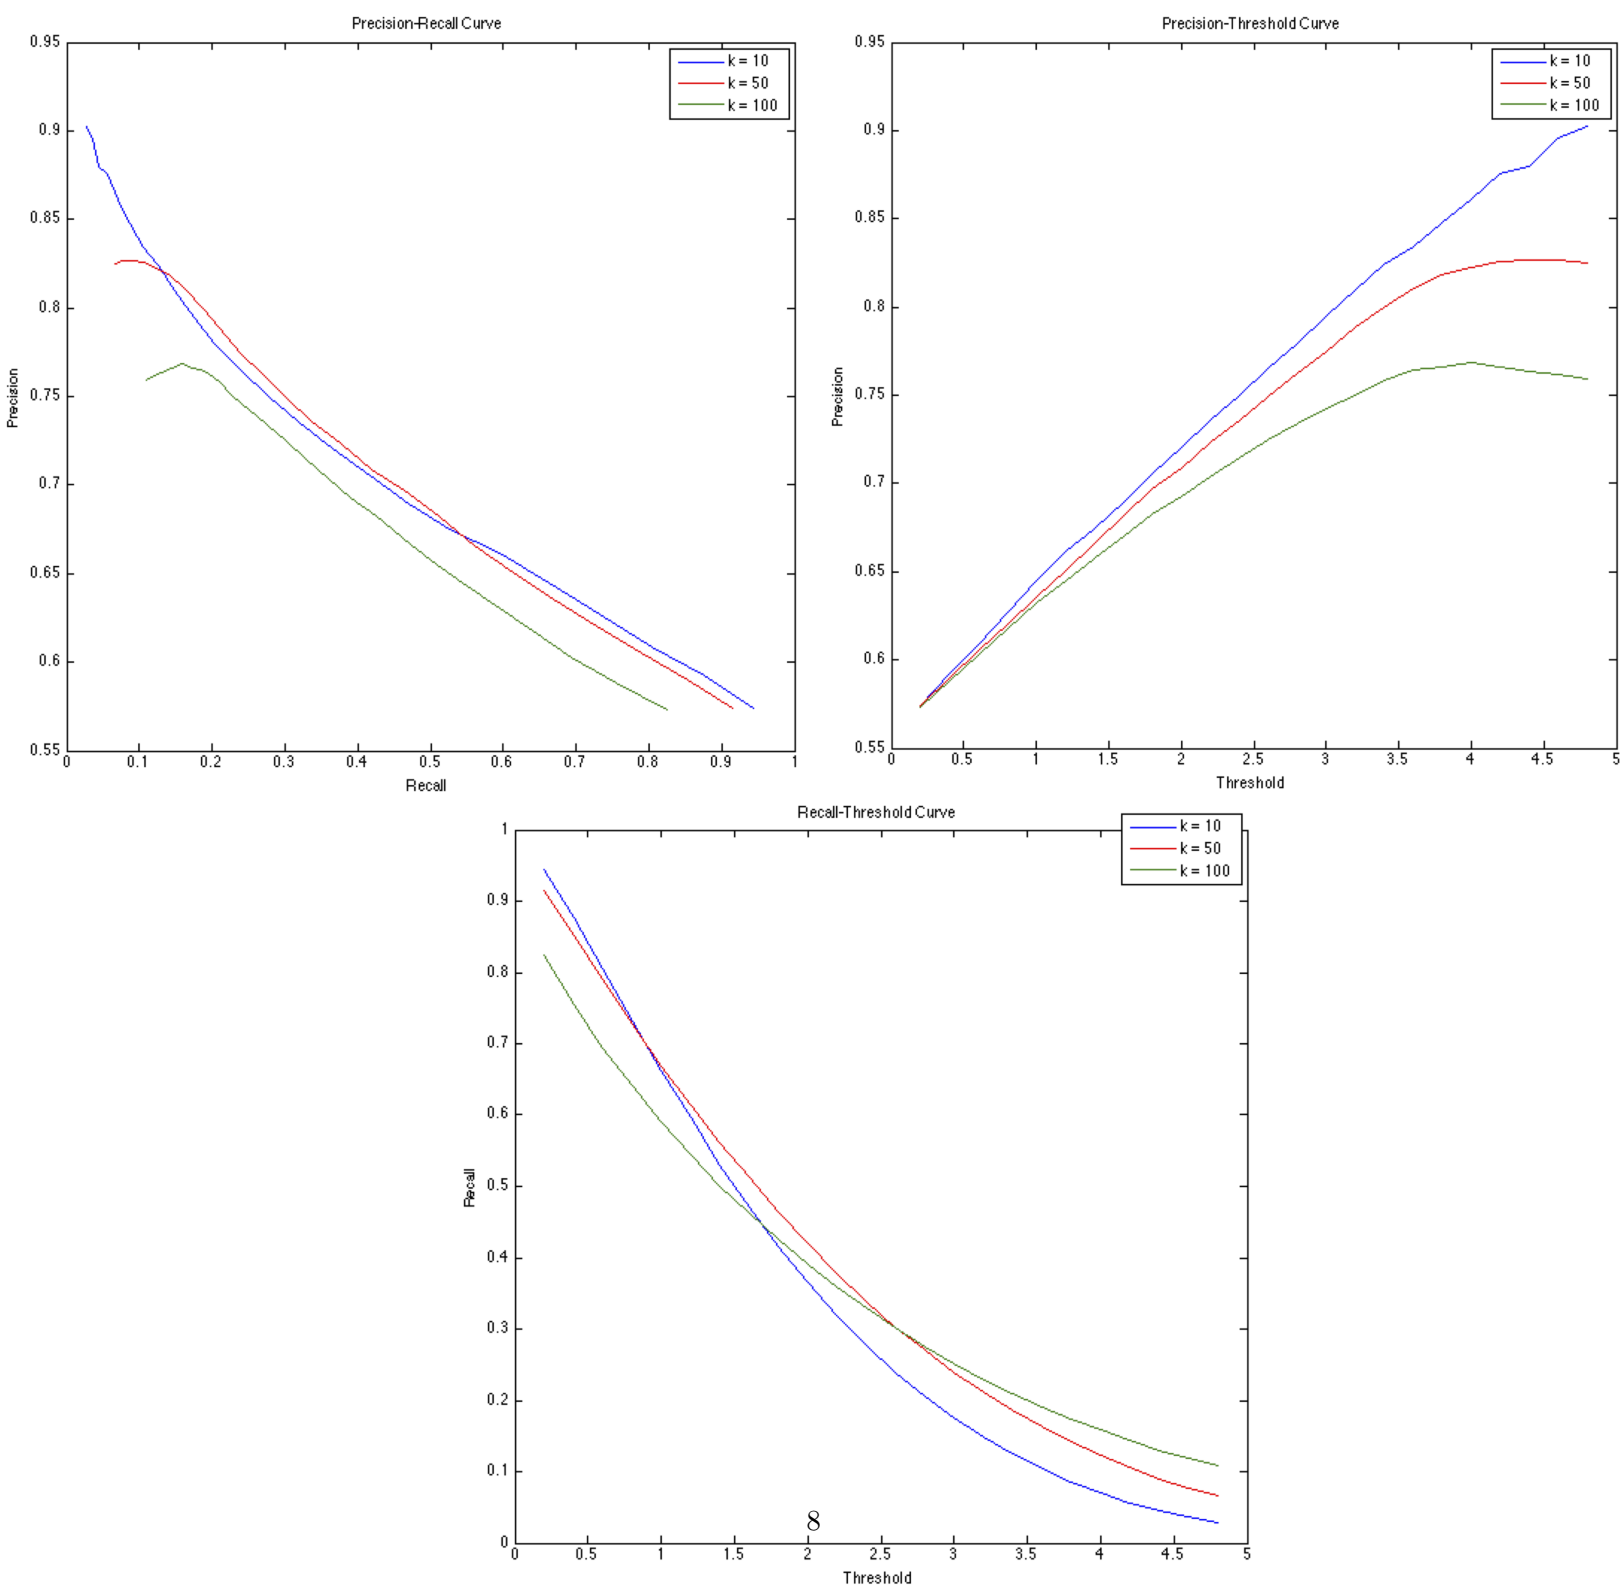 Precision-Recall Curve
0.95
0.9
0.85
0.8
0.75
0.7
0.65
0.6
0.55
Precision
0 0.1 0.2 0.3 0.4 0.5 0.6 0.7 0.8 0.9 1
Recall
k = 10
k = 50
k = 100
Precision-Threshold Curve
0.95
0.9
0.85
0.8
0.75
0.7
0.65
0.6
0.55
Precision
0 0.5 1 1.5 2 2.5 3 3.5 4 4.5 5
Threshold
k = 10
k = 50
k = 100
Recall-Threshold Curve
1
0.9
0.8
0.7
0.6
0.5
0.4
0.3
0.2
0.1
0
Recall
0 0.5 1 1.5 2 2.5 3 3.5 4 4.5 5
Threshold
k = 10
k = 50
k = 100
8